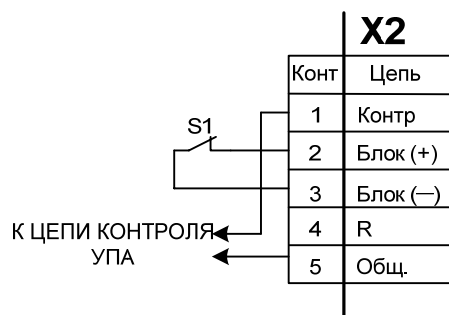 X2
Конт Цепь
1 Контр
S1
2 Блок (+)
3 Блок (—)
4 R
К ЦЕПИ КОНТРОЛЯ
УПА
5 Общ.